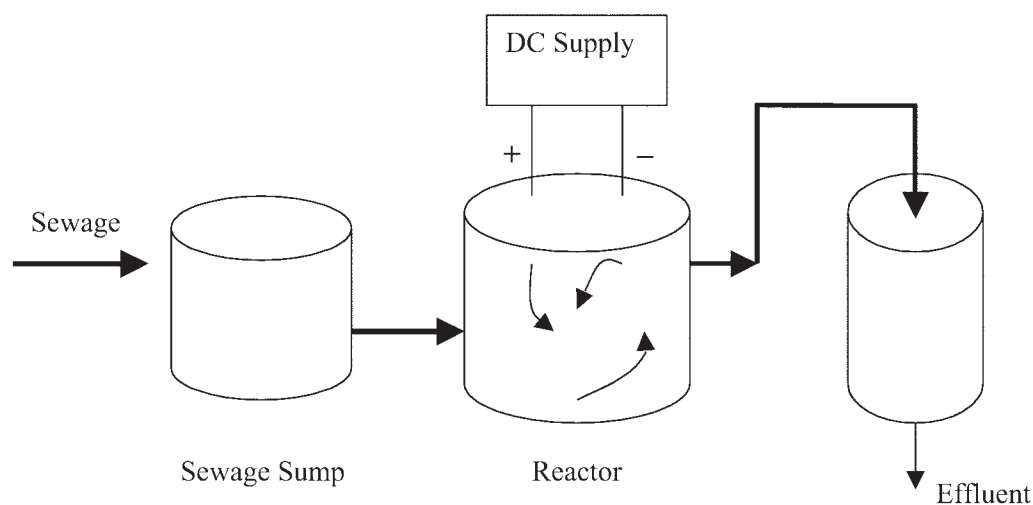 DC Supply
+
–
Sewage
Sewage Sump
Reactor
Effluent